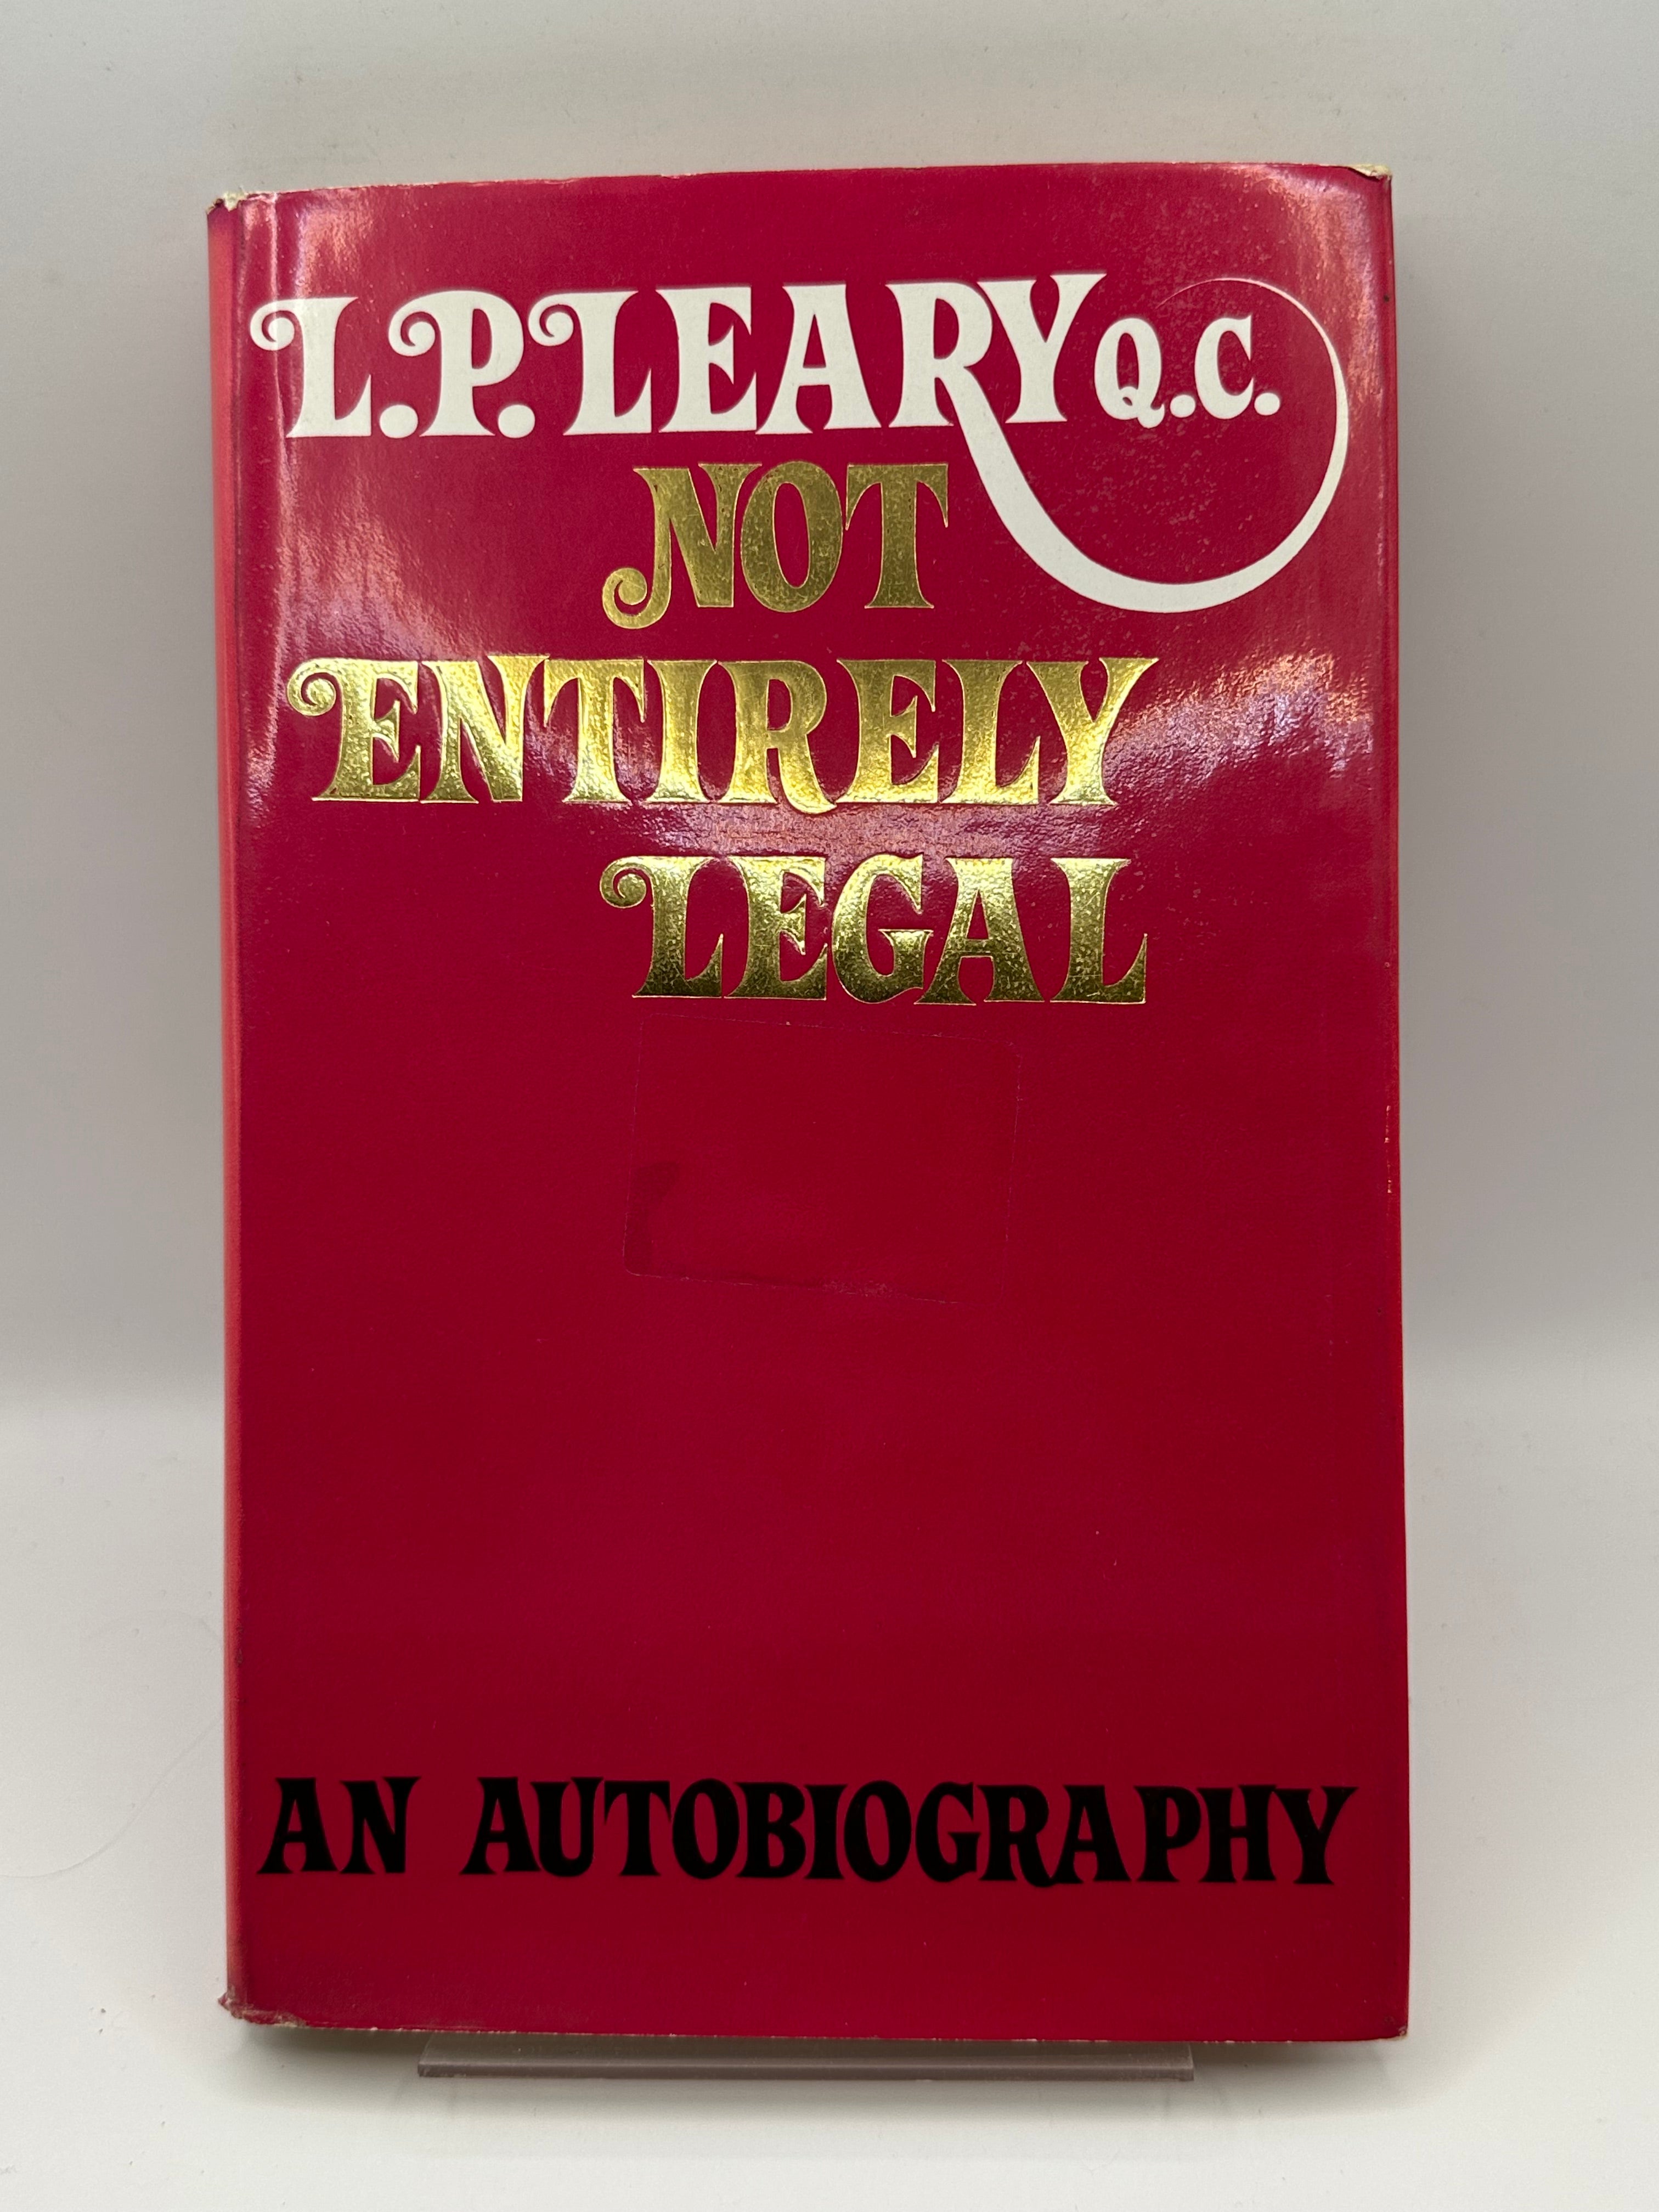 L.P. LEARY Q.C.
NOT
ENTIRELY
LEGAL
AN AUTOBIOGRAPHY